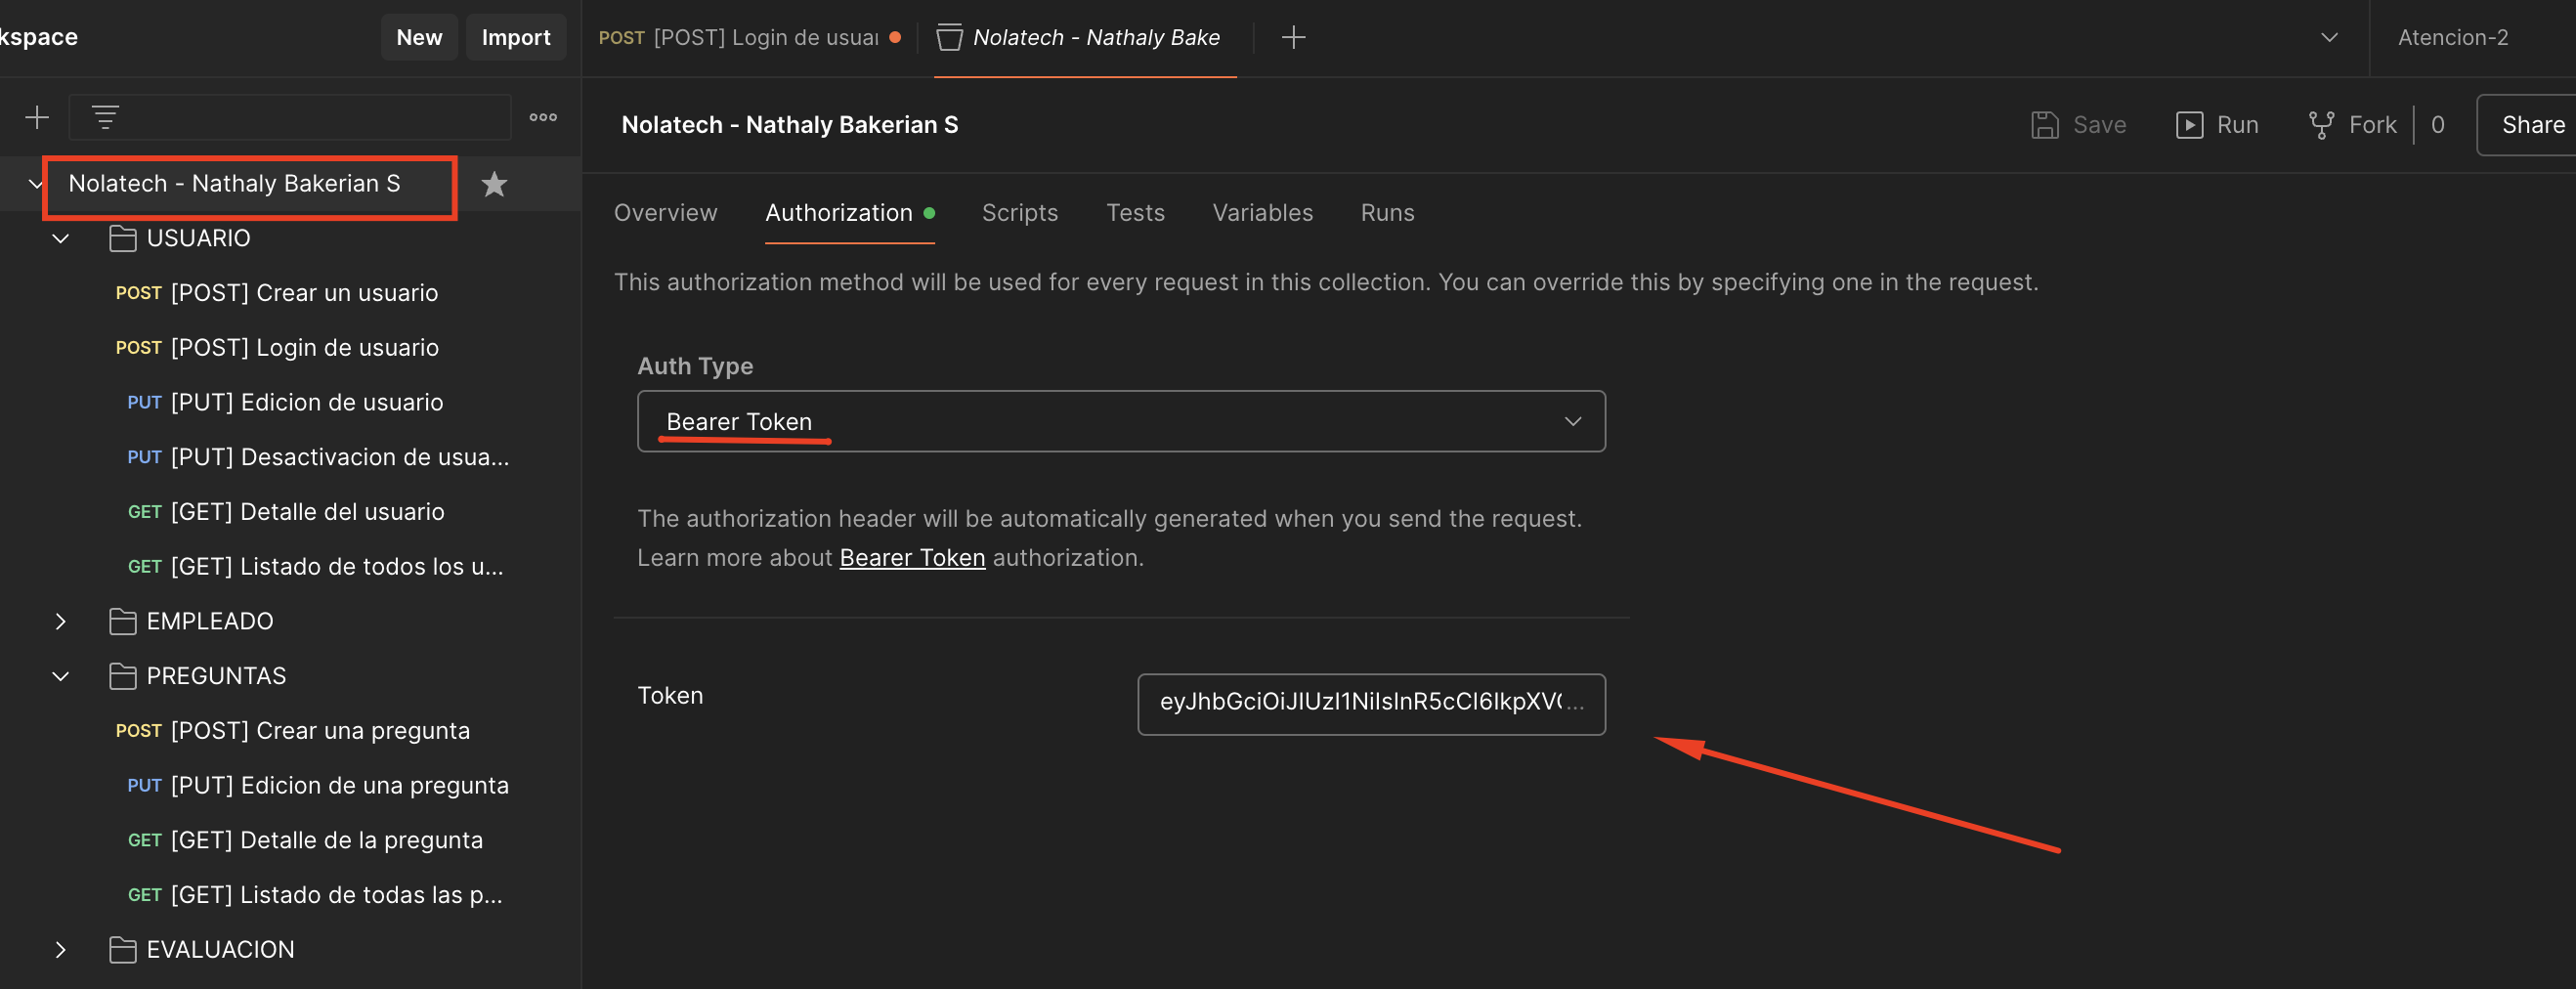 kspace
New
Import
POST [POST] Login de usuar
Nolatech - Nathaly Bake
Atencion-2
Nolatech - Nathaly Bakerian S
Save
Run
Fork
0
Share
Nolatech - Nathaly Bakerian S
USUARIO
POST [POST] Crear un usuario
POST [POST] Login de usuario
PUT [PUT] Edicion de usuario
PUT [PUT] Desactivacion de usua...
GET [GET] Detalle del usuario
GET [GET] Listado de todos los u...
EMPLEADO
PREGUNTAS
POST [POST] Crear una pregunta
PUT [PUT] Edicion de una pregunta
GET [GET] Detalle de la pregunta
GET [GET] Listado de todas las p...
EVALUACION
Overview
Authorization
Scripts
Tests
Variables
Runs
This authorization method will be used for every request in this collection. You can override this by specifying one in the request.
Auth Type
Bearer Token
The authorization header will be automatically generated when you send the request.
Learn more about Bearer Token authorization.
Token
eyJhbGciOiJIUzI1NiIsInR5cCI6IkpXVC...